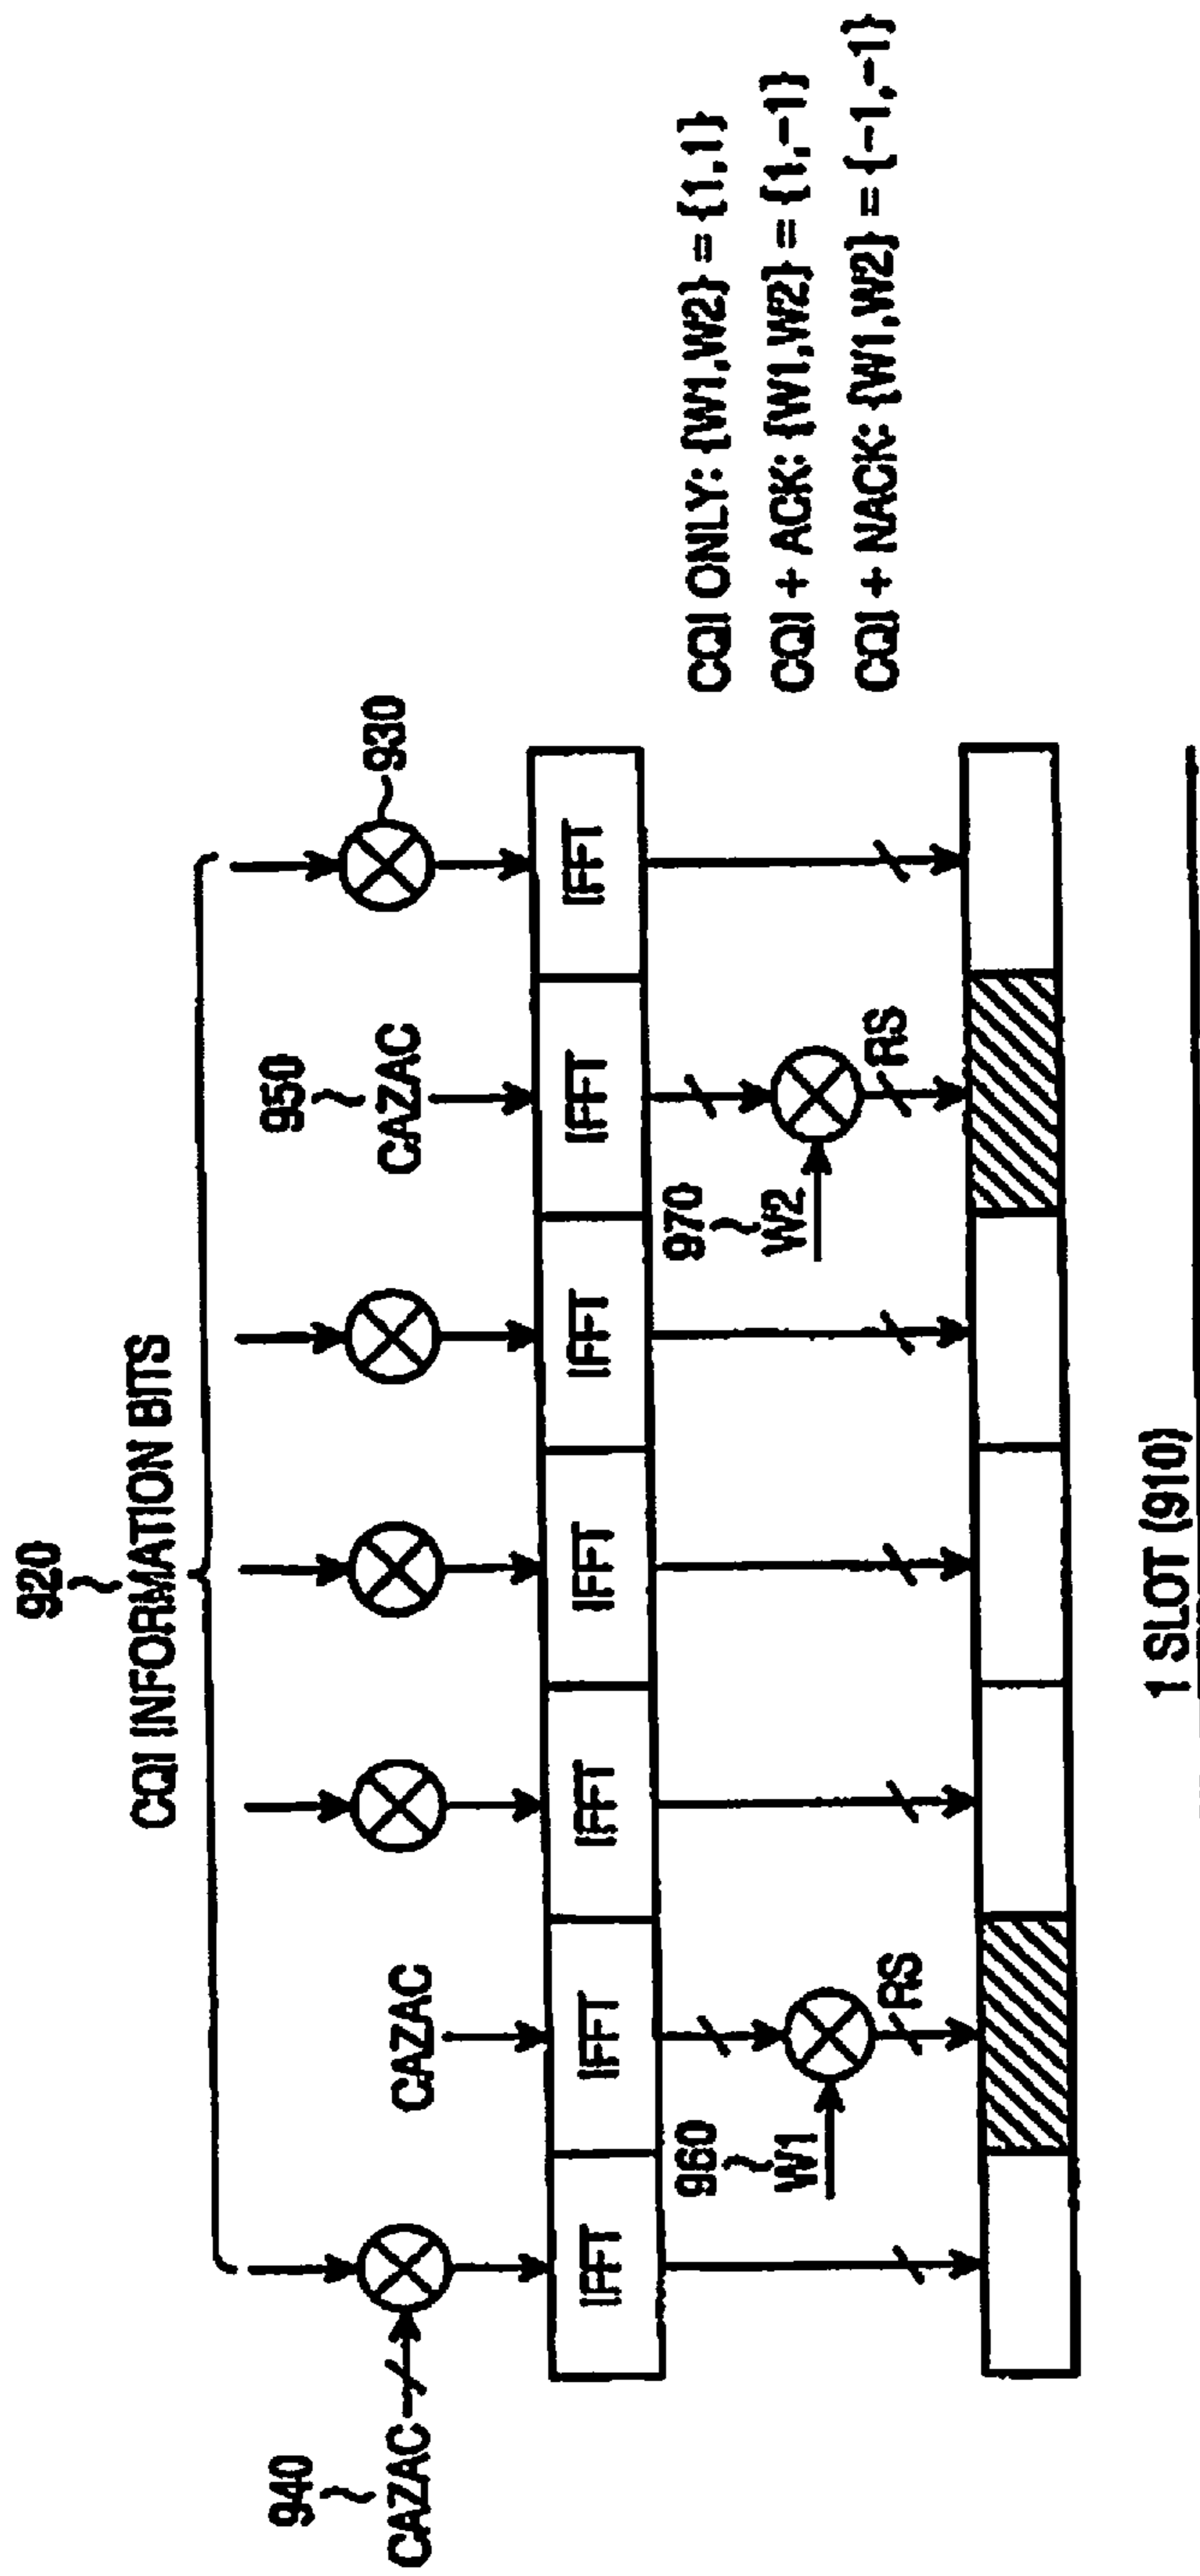 920
CQI INFORMATION BITS
940
CAZAC
CAZAC
950
CAZAC
930
IFFT IFFT IFFT IFFT IFFT IFFT IFFT
960
W1
RS
970
W2
RS
CQI ONLY: {W1,W2} = {1,1}
CQI + ACK: {W1,W2} = {1,-1}
CQI + NACK: {W1,W2} = {-1,-1}
1 SLOT (910)